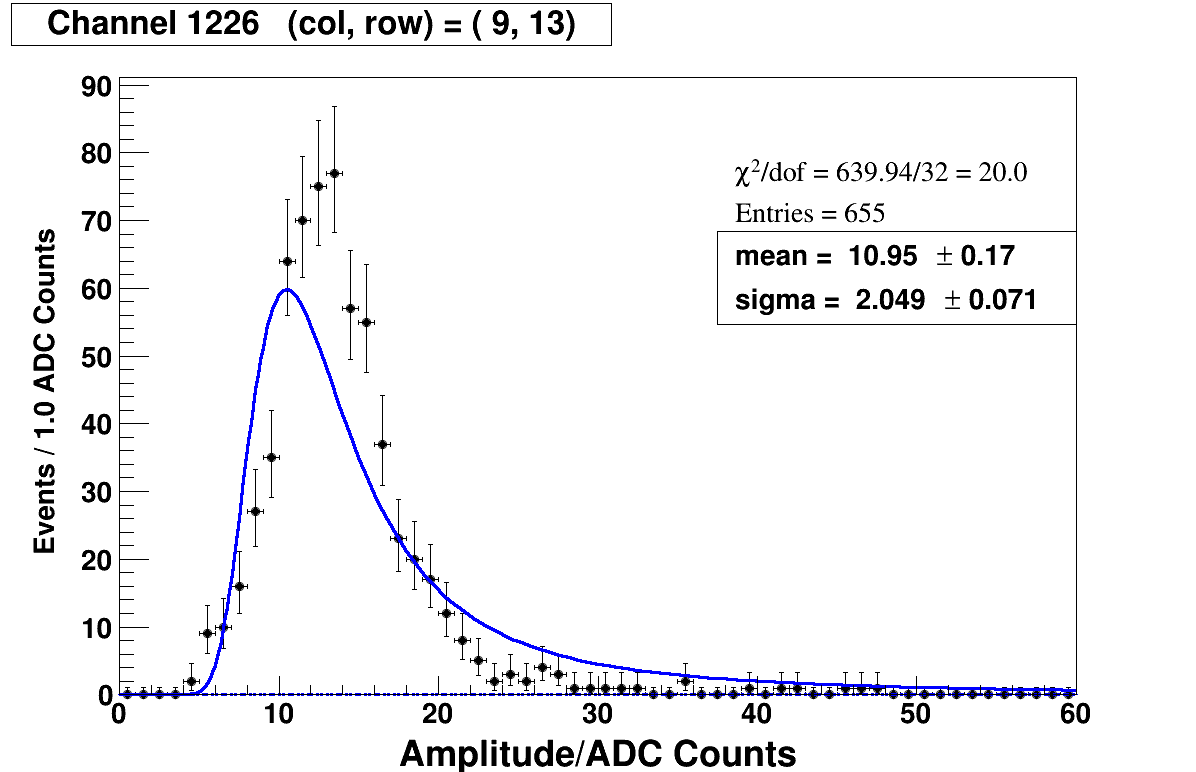 Channel 1226 (col, row) = ( 9, 13)
90
80
70
60
50
40
30
20
10
0
Events / 1.0 ADC Counts
χ²/dof = 639.94/32 = 20.0
Entries = 655
mean = 10.95 ± 0.17
sigma = 2.049 ± 0.071
0 10 20 30 40 50 60
Amplitude/ADC Counts